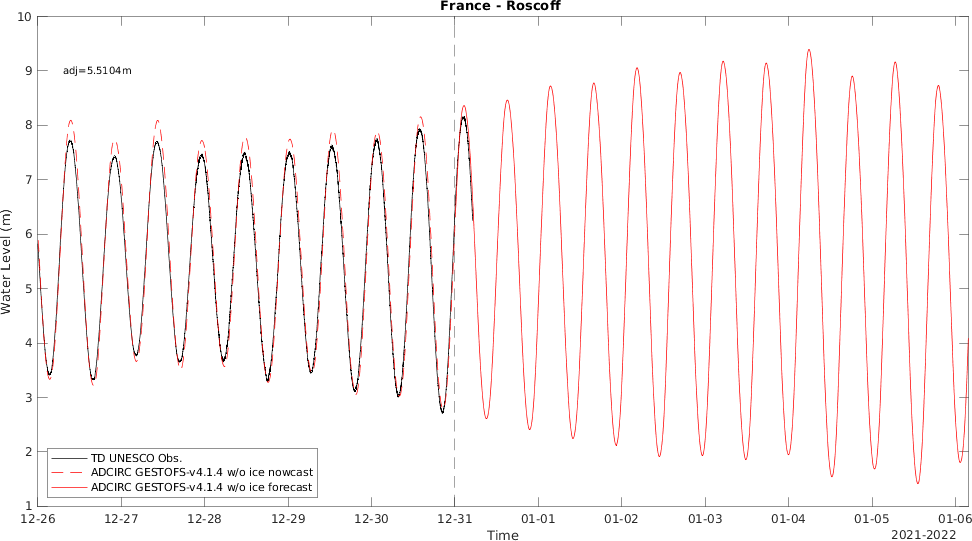 France - Roscoff
10
9
8
7
6
5
4
3
2
1
Water Level (m)
adj=5.5104m
TD UNESCO Obs.
ADCIRC GESTOFS-v4.1.4 w/o ice nowcast
ADCIRC GESTOFS-v4.1.4 w/o ice forecast
12-26 12-27 12-28 12-29 12-30 12-31 01-01 01-02 01-03 01-04 01-05 01-06
Time
2021-2022